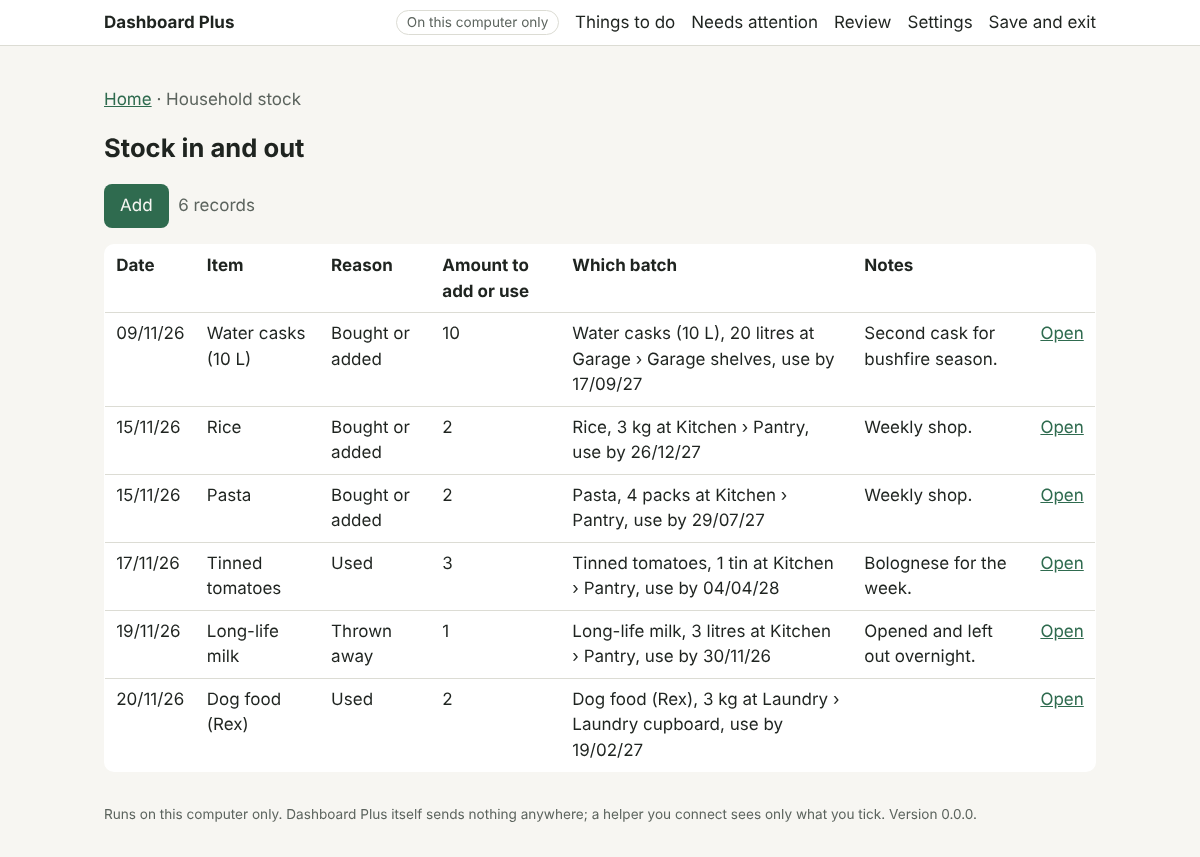 Dashboard Plus
On this computer only
Things to do
Needs attention
Review
Settings
Save and exit
Home · Household stock
Stock in and out
Add
6 records
Date Item Reason Amount to add or use Which batch Notes
09/11/26 Water casks (10 L) Bought or added 10 Water casks (10 L), 20 litres at Garage › Garage shelves, use by 17/09/27 Second cask for bushfire season. Open
15/11/26 Rice Bought or added 2 Rice, 3 kg at Kitchen › Pantry, use by 26/12/27 Weekly shop. Open
15/11/26 Pasta Bought or added 2 Pasta, 4 packs at Kitchen › Pantry, use by 29/07/27 Weekly shop. Open
17/11/26 Tinned tomatoes Used 3 Tinned tomatoes, 1 tin at Kitchen › Pantry, use by 04/04/28 Bolognese for the week. Open
19/11/26 Long-life milk Thrown away 1 Long-life milk, 3 litres at Kitchen › Pantry, use by 30/11/26 Opened and left out overnight. Open
20/11/26 Dog food (Rex) Used 2 Dog food (Rex), 3 kg at Laundry › Laundry cupboard, use by 19/02/27 Open
Runs on this computer only. Dashboard Plus itself sends nothing anywhere; a helper you connect sees only what you tick. Version 0.0.0.